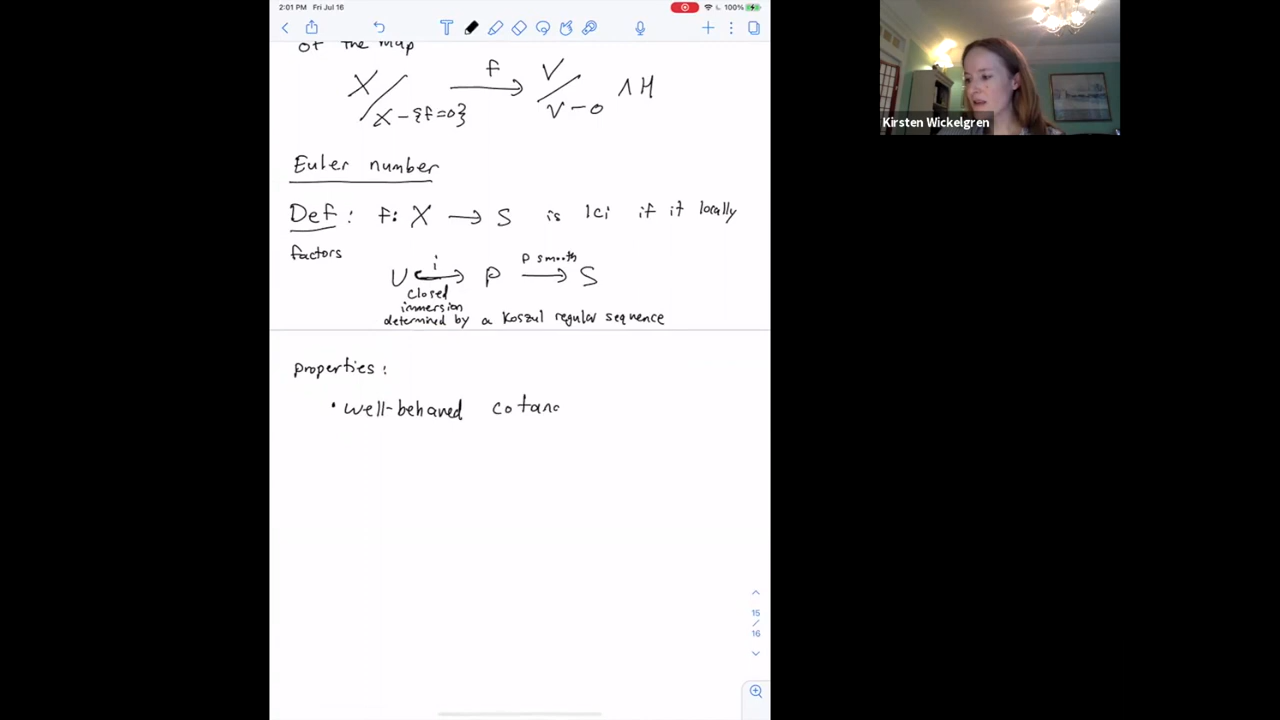 2:01 PM Fri Jul 16
100%
of the map
X/X-{f=0} f→ V/V-0 ∧ M
Euler number
Def: f: X → S is lci if it locally
factors
U i↪ P p smooth→ S
closed
immersion
determined by a Koszul regular sequence
properties:
• well-behaved cotang
15
/
16
Kirsten Wickelgren